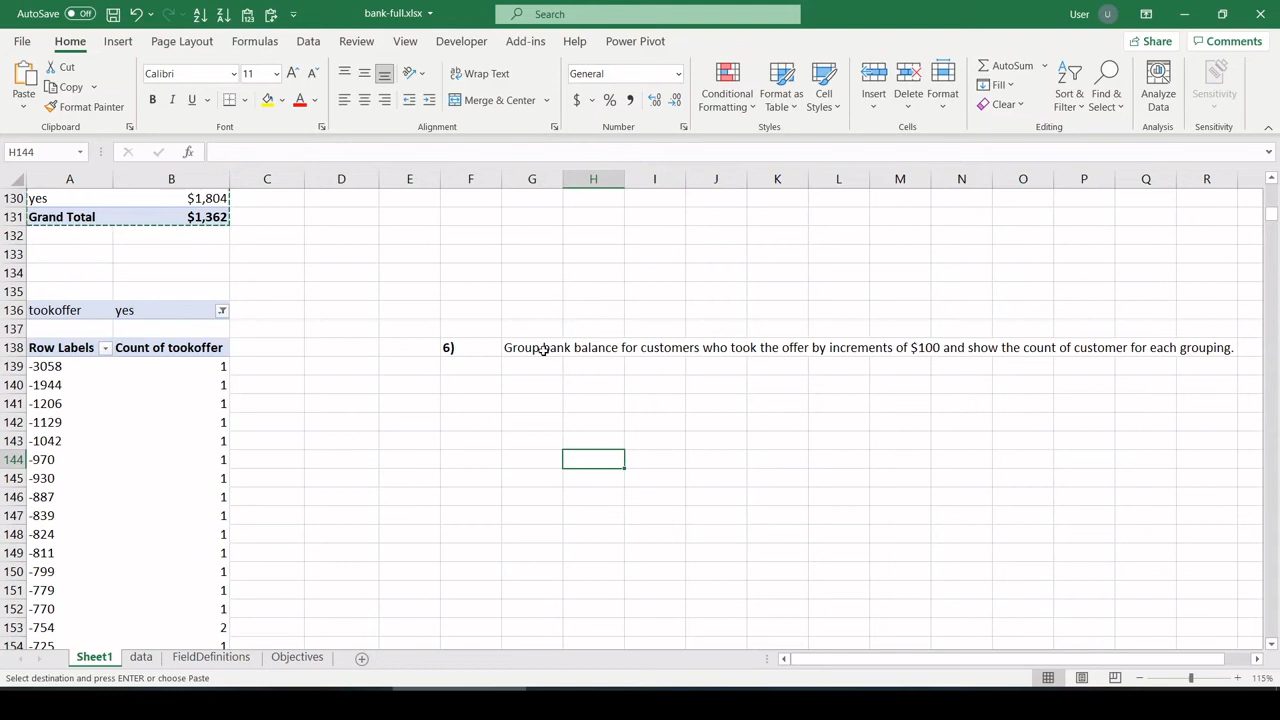 AutoSave Off bank-full.xlsx Search User U
File Home Insert Page Layout Formulas Data Review View Developer Add-ins Help Power Pivot Share Comments
Paste Cut Copy Format Painter Calibri 11 Wrap Text Merge & Center General Conditional Formatting Format as Table Cell Styles Insert Delete Format AutoSum Fill Clear Sort & Filter Find & Select Analyze Data Sensitivity
Clipboard Font Alignment Number Styles Cells Editing Analysis Sensitivity
H144 fx
A B C D E F G H I J K L M N O P Q R
130 yes $1,804
131 Grand Total $1,362
132
133
134
135
136 tookoffer yes
137
138 Row Labels Count of tookoffer 6) Group bank balance for customers who took the offer by increments of $100 and show the count of customer for each grouping.
139 -3058 1
140 -1944 1
141 -1206 1
142 -1129 1
143 -1042 1
144 -970 1
145 -930 1
146 -887 1
147 -839 1
148 -824 1
149 -811 1
150 -799 1
151 -779 1
152 -770 1
153 -754 2
154 -725 1
Sheet1 data FieldDefinitions Objectives
Select destination and press ENTER or choose Paste 115%